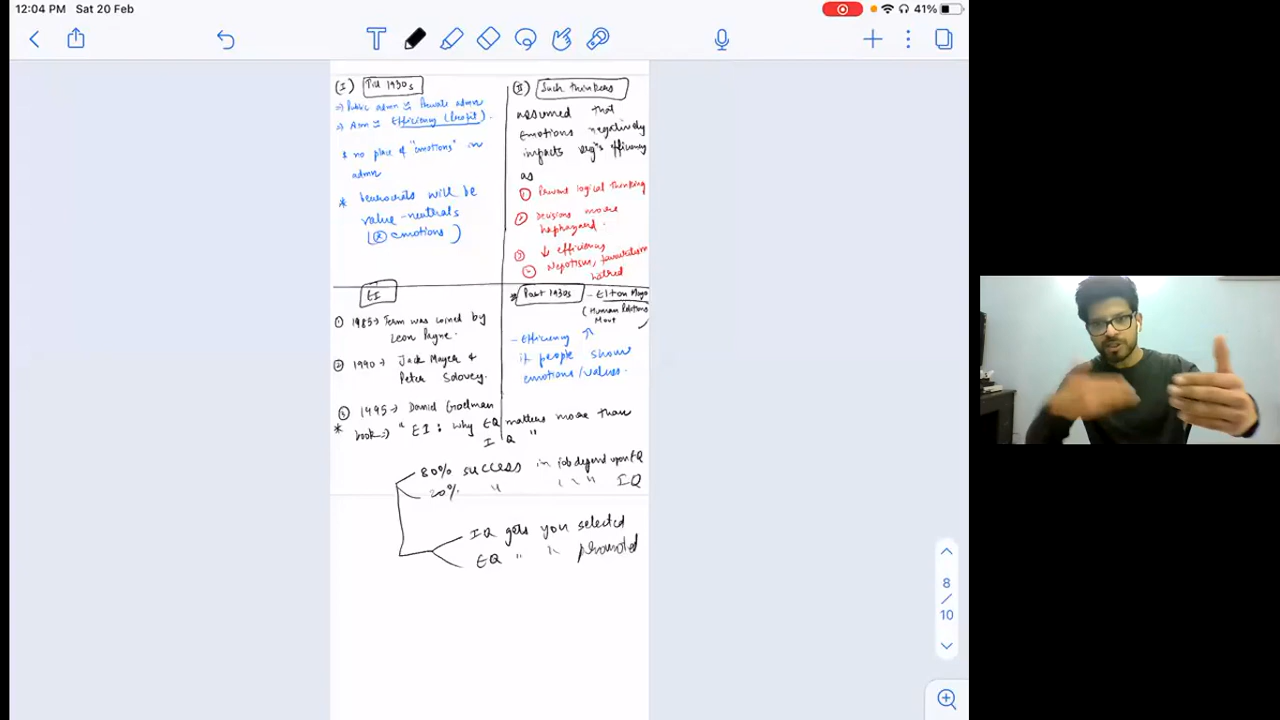 12:04 PM Sat 20 Feb
41%
(I) Till 1930s
⇒ Public admn ≃ Private admn
⇒ Aim ≃ Efficiency (Profit).
* no place of "emotions" in
admn
* beurocrats will be
value-neutrals
(⊗ emotions)
(II) Such thinkers
assumed that
Emotions negatively
impacts org's efficiency
as
① Prevent logical thinking
② Decisions more
haphazard.
③ ↓ efficiency
④ Nepotism, favouritism
hatred
EI
① 1985 → Term was coined by
Leon Payne.
② 1990 → Jack Mayer &
Peter Salovey.
③ 1995 → Daniel Goelman
* book :→ "EI: why EQ matters more than
IQ "
* Post 1930s - Elton Mayo
(Human Relations
Movt
- Efficiency ↑
if people show
emotions/values.
80% success in job depend upon EQ
20% " " " IQ
IQ gets you selected
EQ " " promoted
8
/
10